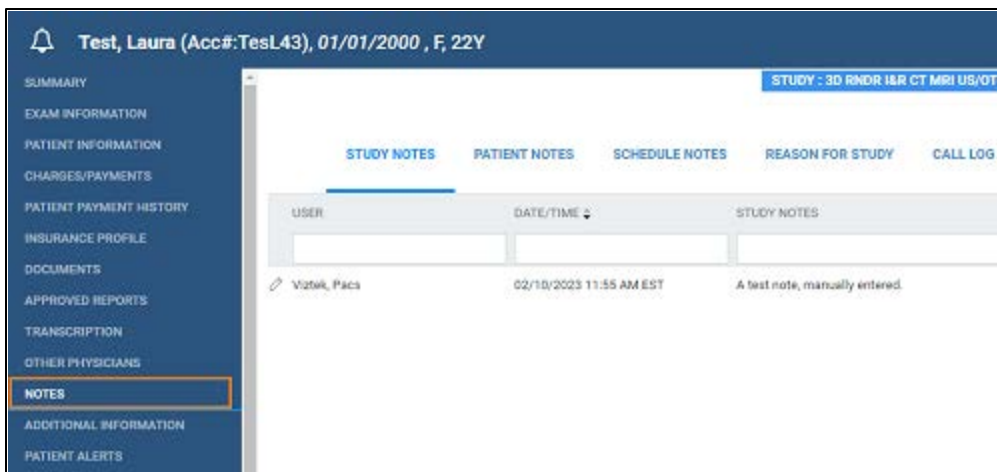 Test, Laura (Acc#:TesL43), 01/01/2000 , F, 22Y
SUMMARY
EXAM INFORMATION
PATIENT INFORMATION
CHARGES/PAYMENTS
PATIENT PAYMENT HISTORY
INSURANCE PROFILE
DOCUMENTS
APPROVED REPORTS
TRANSCRIPTION
OTHER PHYSICIANS
NOTES
ADDITIONAL INFORMATION
PATIENT ALERTS
STUDY : 3D RNDR I&R CT MRI US/OT
STUDY NOTES PATIENT NOTES SCHEDULE NOTES REASON FOR STUDY CALL LOG
USER DATE/TIME STUDY NOTES
Viztek, Pacs 02/10/2023 11:55 AM EST A test note, manually entered.